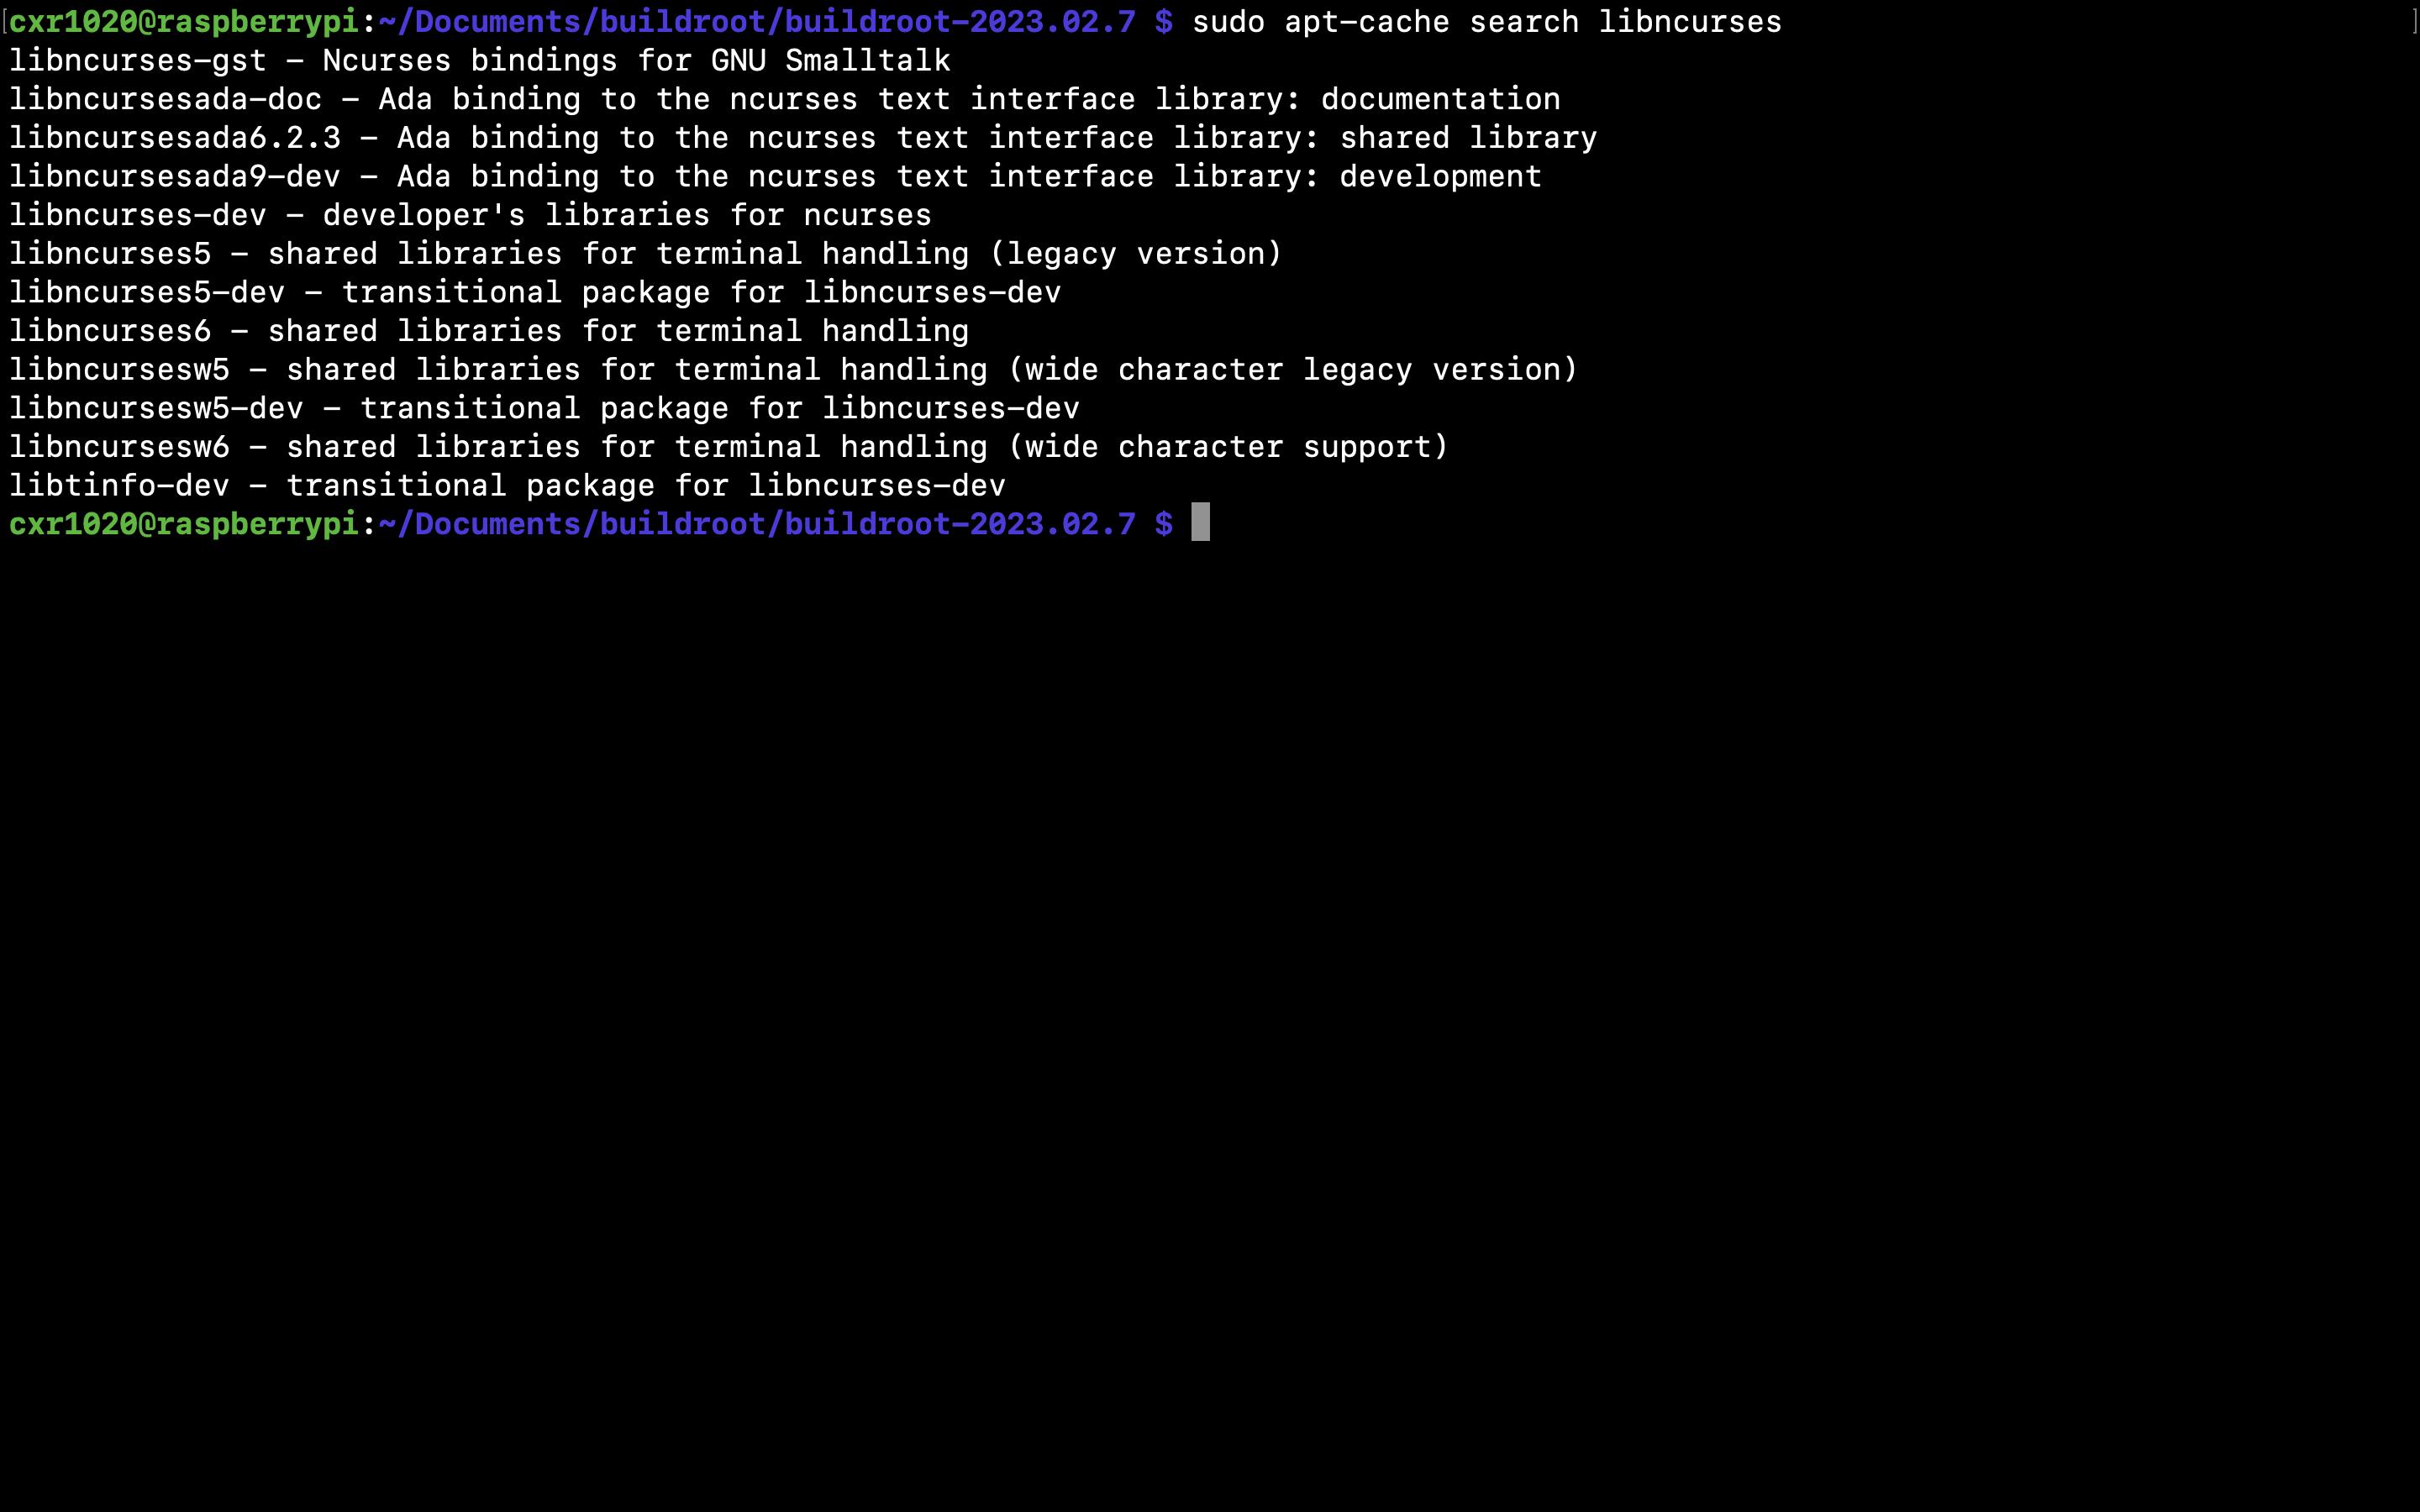 [cxr1020@raspberrypi:~/Documents/buildroot/buildroot-2023.02.7 $ sudo apt-cache search libncurses ]
libncurses-gst - Ncurses bindings for GNU Smalltalk
libncursesada-doc - Ada binding to the ncurses text interface library: documentation
libncursesada6.2.3 - Ada binding to the ncurses text interface library: shared library
libncursesada9-dev - Ada binding to the ncurses text interface library: development
libncurses-dev - developer's libraries for ncurses
libncurses5 - shared libraries for terminal handling (legacy version)
libncurses5-dev - transitional package for libncurses-dev
libncurses6 - shared libraries for terminal handling
libncursesw5 - shared libraries for terminal handling (wide character legacy version)
libncursesw5-dev - transitional package for libncurses-dev
libncursesw6 - shared libraries for terminal handling (wide character support)
libtinfo-dev - transitional package for libncurses-dev
cxr1020@raspberrypi:~/Documents/buildroot/buildroot-2023.02.7 $